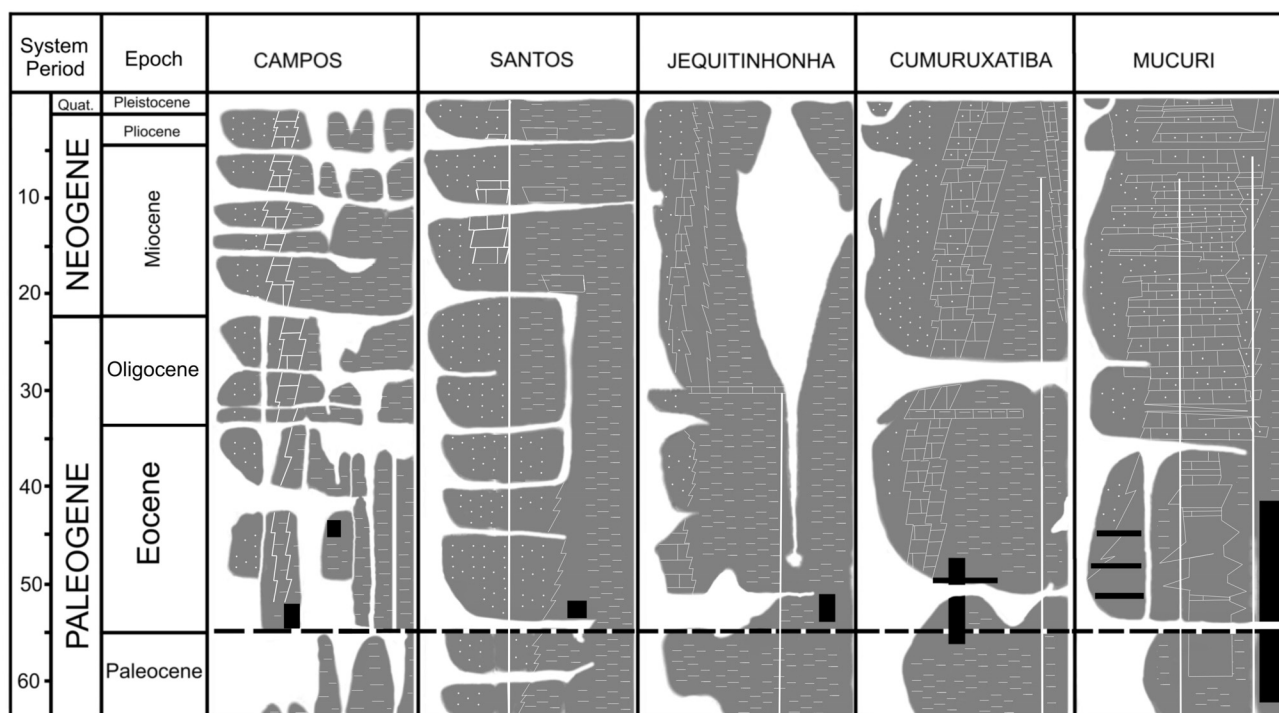 System
Period
Epoch
CAMPOS
SANTOS
JEQUITINHONHA
CUMURUXATIBA
MUCURI
Quat.
Pleistocene
NEOGENE
Pliocene
Miocene
10
20
PALEOGENE
Oligocene
30
Eocene
40
50
Paleocene
60